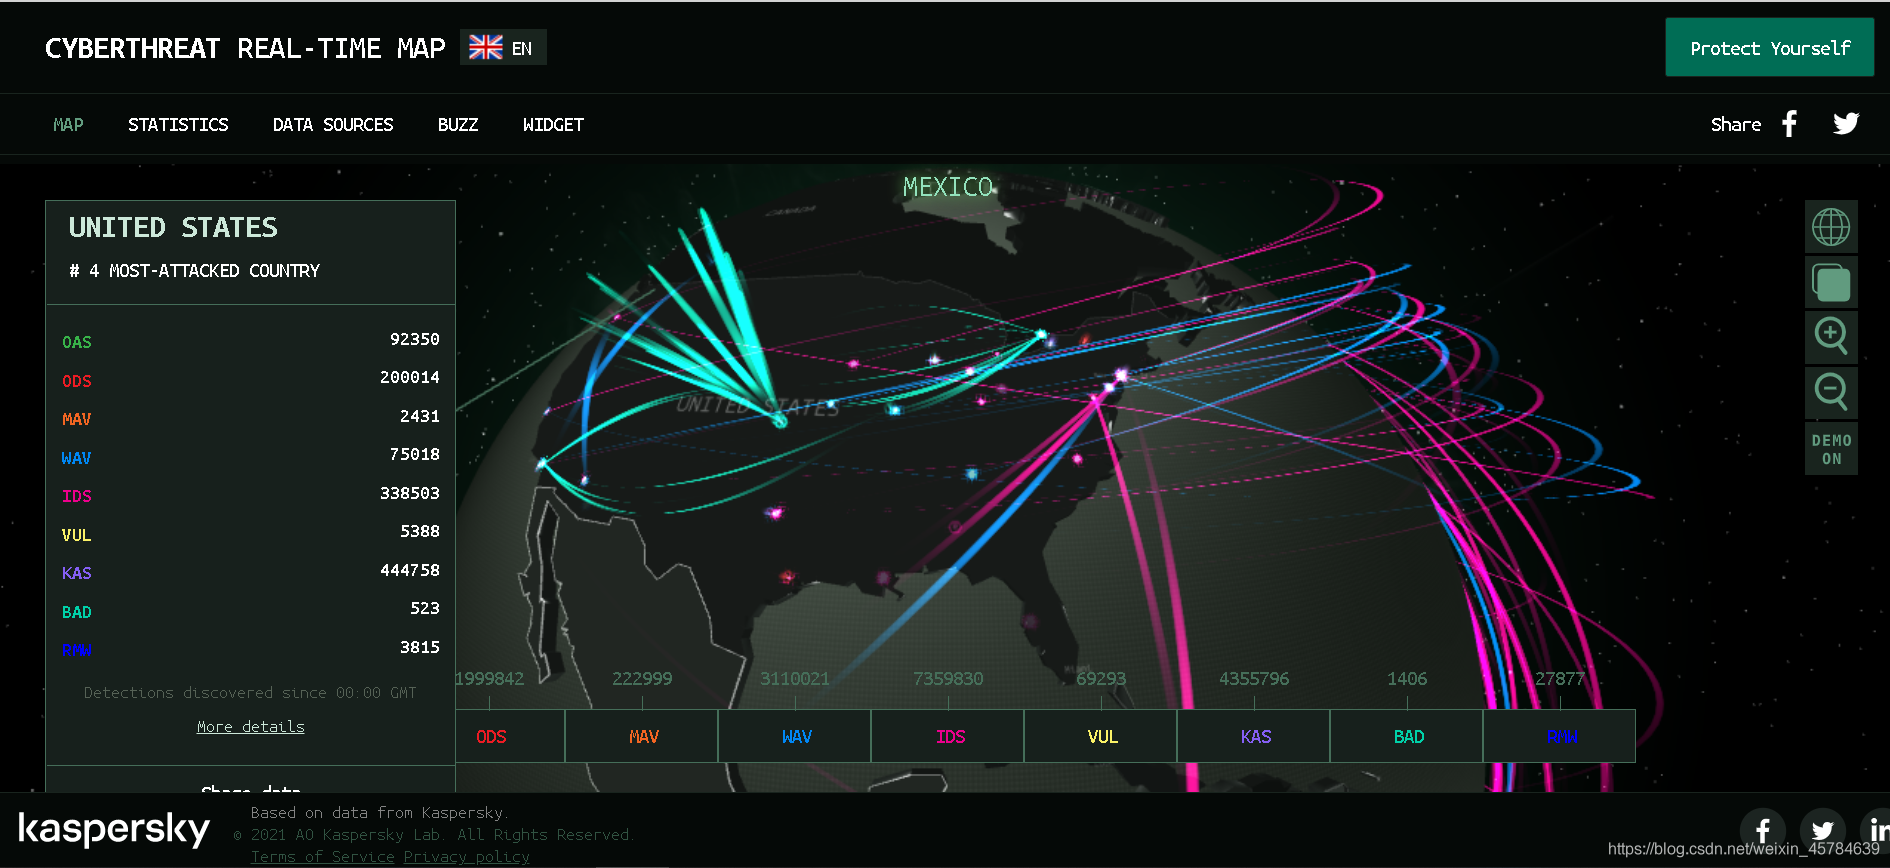 CYBERTHREAT REAL-TIME MAP EN
Protect Yourself
MAP STATISTICS DATA SOURCES BUZZ WIDGET
Share
MEXICO
CANADA
UNITED STATES
UNITED STATES
# 4 MOST-ATTACKED COUNTRY
OAS 92350
ODS 200014
MAV 2431
WAV 75018
IDS 338503
VUL 5388
KAS 444758
BAD 523
RMW 3815
Detections discovered since 00:00 GMT
More details
Share data
DEMO
ON
1999842 222999 3110021 7359830 69293 4355796 1406 27877
ODS MAV WAV IDS VUL KAS BAD RMW
kaspersky
Based on data from Kaspersky.
© 2021 AO Kaspersky Lab. All Rights Reserved.
Terms of Service Privacy policy
https://blog.csdn.net/weixin_45784639